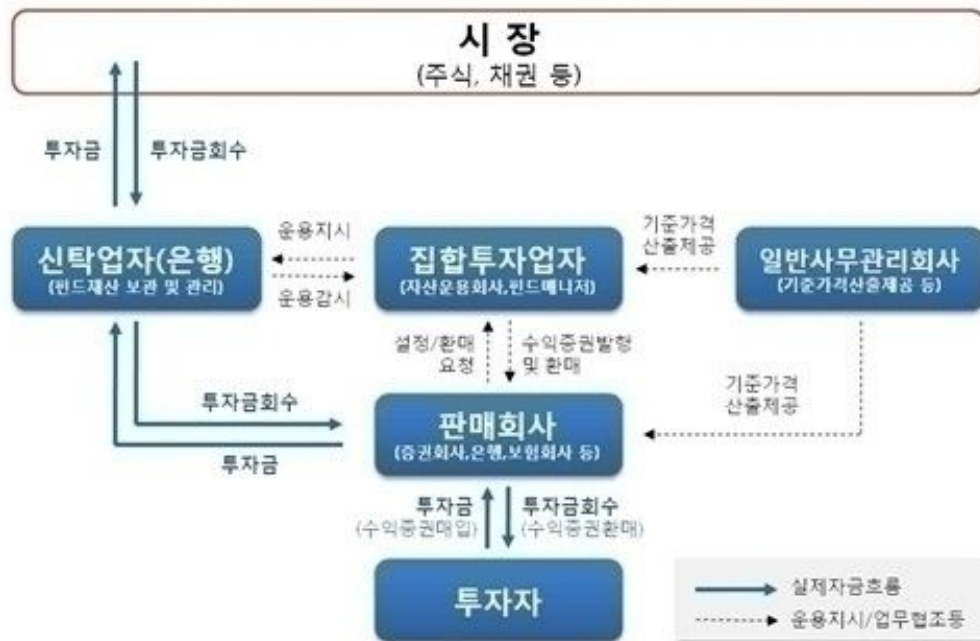 시 장
(주식, 채권 등)
투자금
투자금회수
신탁업자(은행)
(펀드재산 보관 및 관리)
운용지시
운용감시
집합투자업자
(자산운용회사,펀드매니저)
기준가격
산출제공
일반사무관리회사
(기준가격산출제공 등)
설정/환매
요청
수익증권발행
및 환매
기준가격
산출제공
투자금회수
투자금
판매회사
(증권회사,은행,보험회사 등)
투자금
(수익증권매입)
투자금회수
(수익증권환매)
투자자
실제자금흐름
운용지시/업무협조등